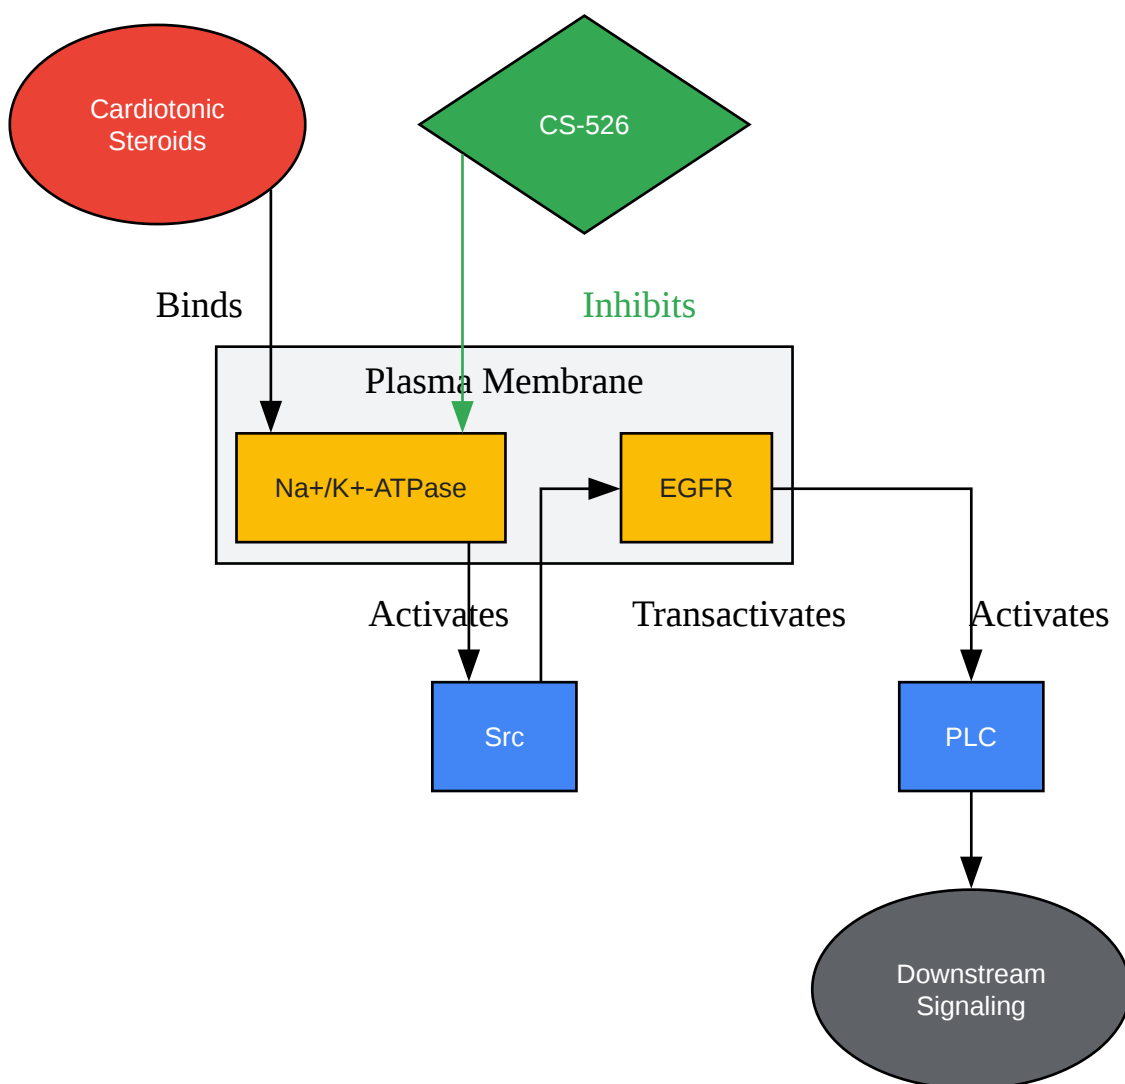 Cardiotonic
Steroids
CS-526
Binds
Inhibits
Plasma Membrane
Na+/K+-ATPase
EGFR
Activates
Transactivates
Activates
Src
PLC
Downstream
Signaling